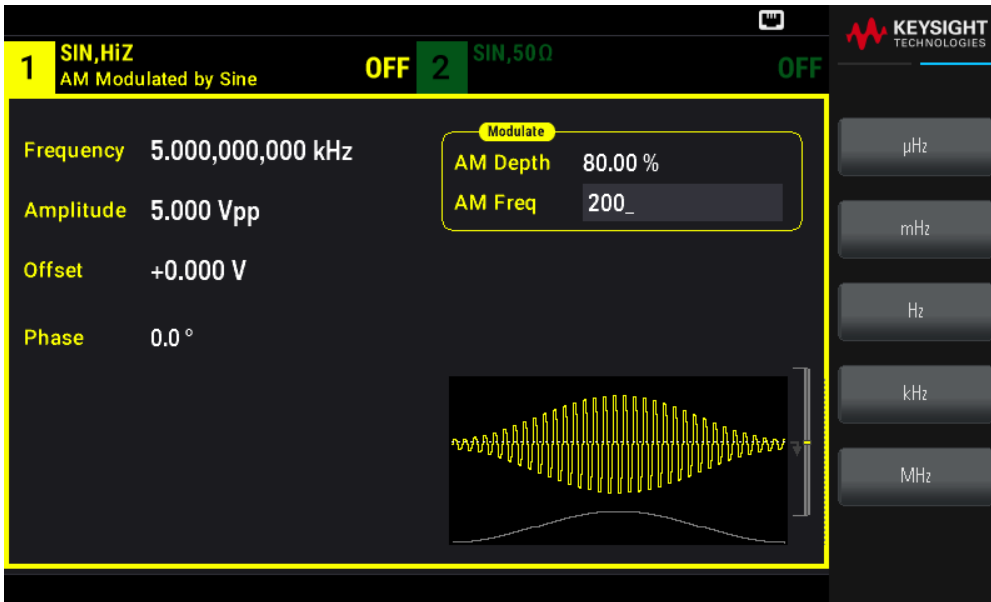 KEYSIGHT
TECHNOLOGIES
1
SIN,HiZ
AM Modulated by Sine
OFF
2
SIN,50Ω
OFF
Frequency 5.000,000,000 kHz
Amplitude 5.000 Vpp
Offset +0.000 V
Phase 0.0 °
Modulate
AM Depth 80.00 %
AM Freq 200_
µHz
mHz
Hz
kHz
MHz